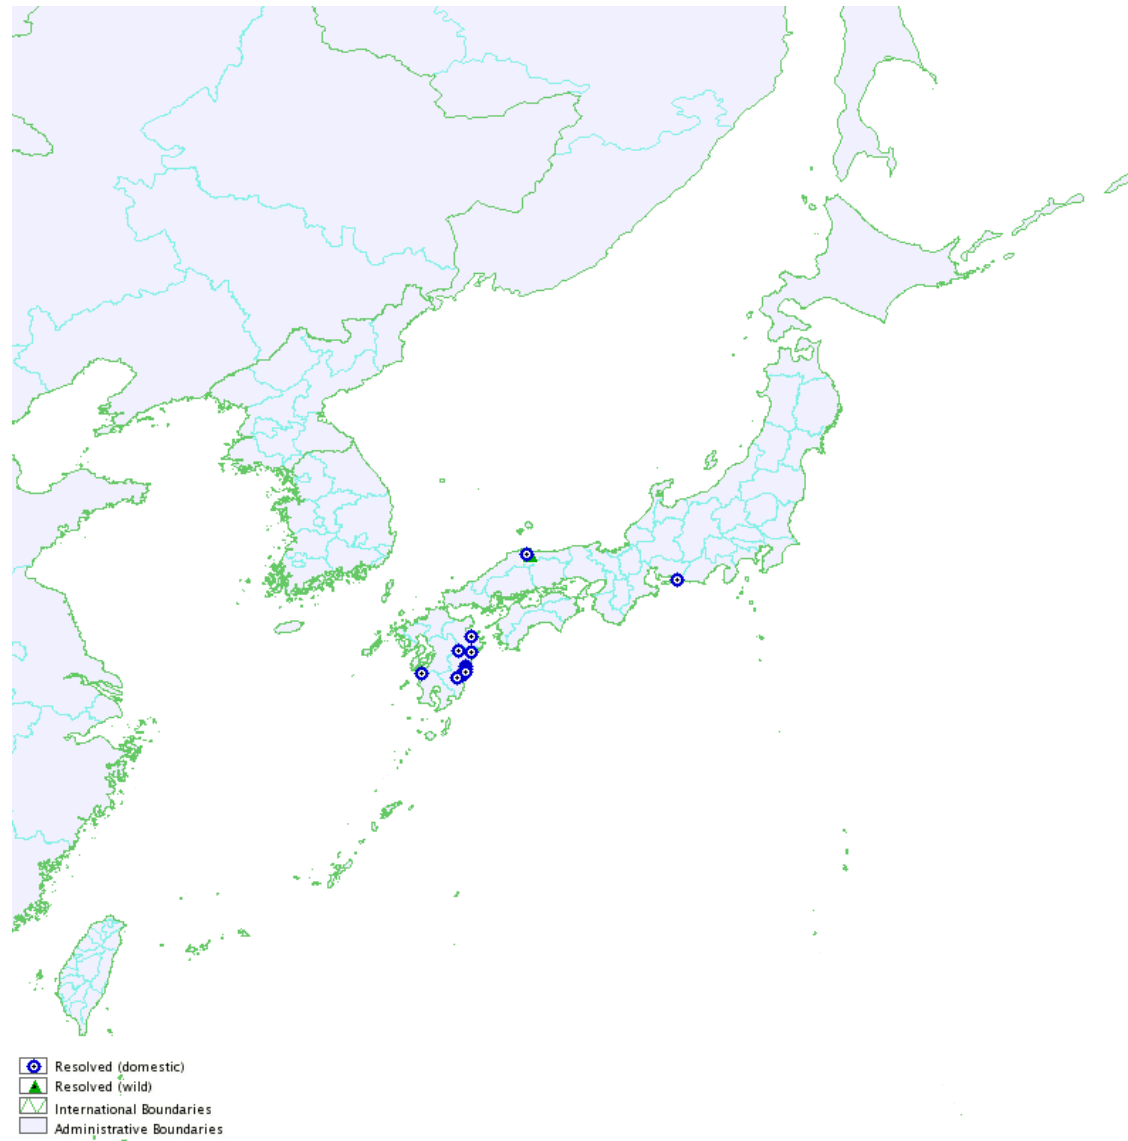 Resolved (domestic)
Resolved (wild)
International Boundaries
Administrative Boundaries